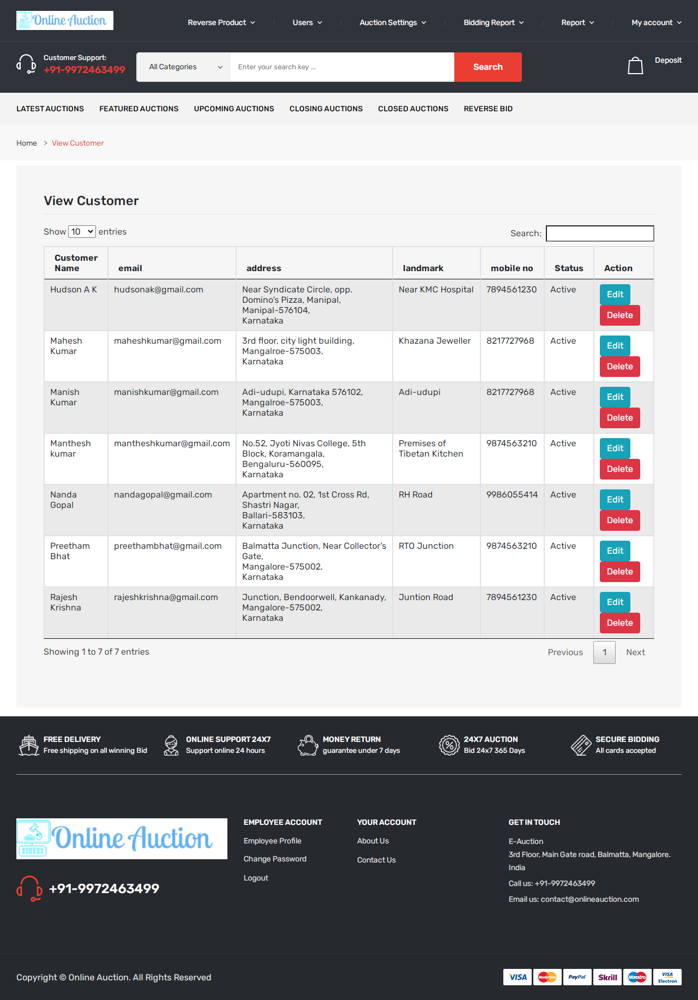 Online Auction
Reverse Product
Users
Auction Settings
Bidding Report
Report
My account
Customer Support:
+91-9972463499
All Categories
Enter your search key ...
Search
Deposit
LATEST AUCTIONS
FEATURED AUCTIONS
UPCOMING AUCTIONS
CLOSING AUCTIONS
CLOSED AUCTIONS
REVERSE BID
Home > View Customer
View Customer
Show 10 entries
Search:
Customer
Name
email
address
landmark
mobile no
Status
Action
Hudson A K
hudsonak@gmail.com
Near Syndicate Circle, opp.
Domino's Pizza, Manipal,
Manipal-576104,
Karnataka
Near KMC Hospital
7894561230
Active
Edit
Delete
Mahesh
Kumar
maheshkumar@gmail.com
3rd floor, city light building,
Mangalroe-575003,
Karnataka
Khazana Jeweller
8217727968
Active
Edit
Delete
Manish
Kumar
manishkumar@gmail.com
Adi-udupi, Karnataka 576102,
Mangalroe-575003,
Karnataka
Adi-udupi
8217727968
Active
Edit
Delete
Manthesh
kumar
mantheshkumar@gmail.com
No.52, Jyoti Nivas College, 5th
Block, Koramangala,
Bengaluru-560095,
Karnataka
Premises of
Tibetan Kitchen
9874563210
Active
Edit
Delete
Nanda
Gopal
nandagopal@gmail.com
Apartment no. 02, 1st Cross Rd,
Shastri Nagar,
Ballari-583103,
Karnataka
RH Road
9986055414
Active
Edit
Delete
Preetham
Bhat
preethambhat@gmail.com
Balmatta Junction, Near Collector's
Gate,
Mangalore-575002,
Karnataka
RTO Junction
9874563210
Active
Edit
Delete
Rajesh
Krishna
rajeshkrishna@gmail.com
Junction, Bendoorwell, Kankanady,
Mangalore-575002,
Karnataka
Juntion Road
7894561230
Active
Edit
Delete
Showing 1 to 7 of 7 entries
Previous 1 Next
FREE DELIVERY
Free shipping on all winning Bid
ONLINE SUPPORT 24X7
Support online 24 hours
MONEY RETURN
guarantee under 7 days
24X7 AUCTION
Bid 24x7 365 Days
SECURE BIDDING
All cards accepted
Online Auction
+91-9972463499
EMPLOYEE ACCOUNT
Employee Profile
Change Password
Logout
YOUR ACCOUNT
About Us
Contact Us
GET IN TOUCH
E-Auction
3rd Floor, Main Gate road, Balmatta, Mangalore.
India
Call us: +91-9972463499
Email us: contact@onlineauction.com
Copyright © Online Auction. All Rights Reserved
VISA
MasterCard
PayPal
Skrill
Maestro
VISA
Electron